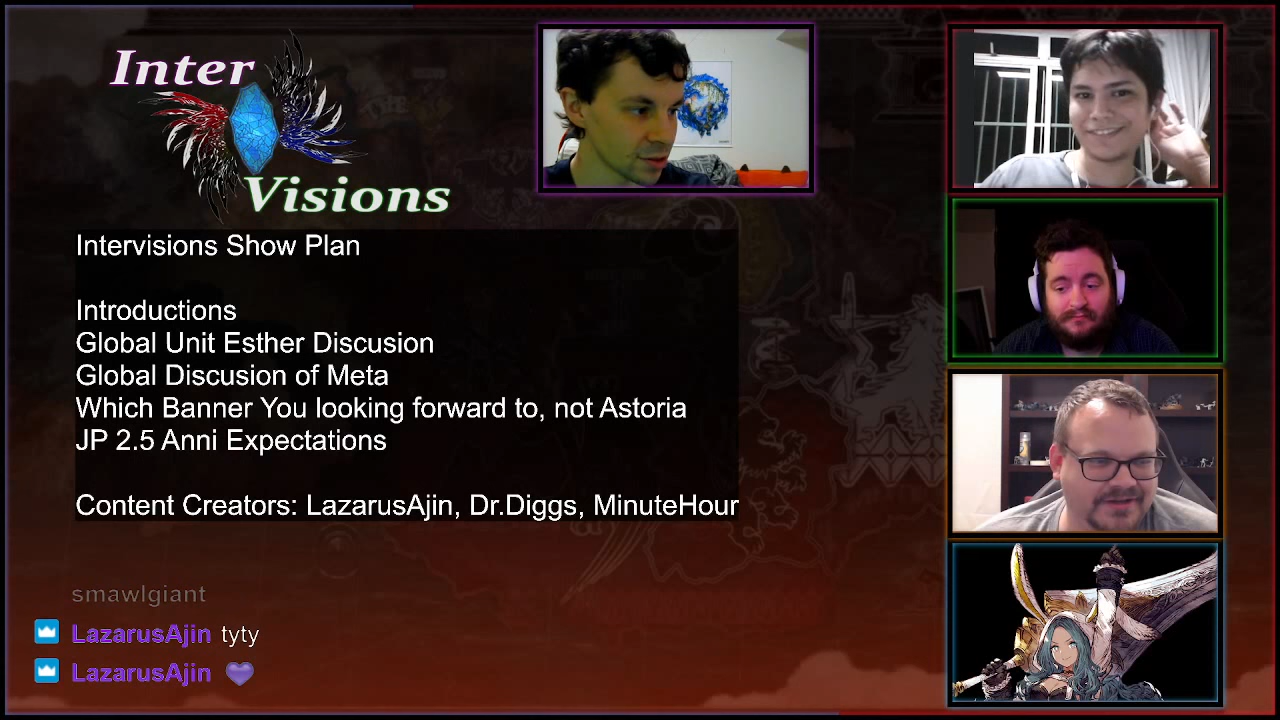 Inter
Visions
Intervisions Show Plan
Introductions
Global Unit Esther Discusion
Global Discusion of Meta
Which Banner You looking forward to, not Astoria
JP 2.5 Anni Expectations
Content Creators: LazarusAjin, Dr.Diggs, MinuteHour
smawlgiant
LazarusAjin tyty
LazarusAjin 💜